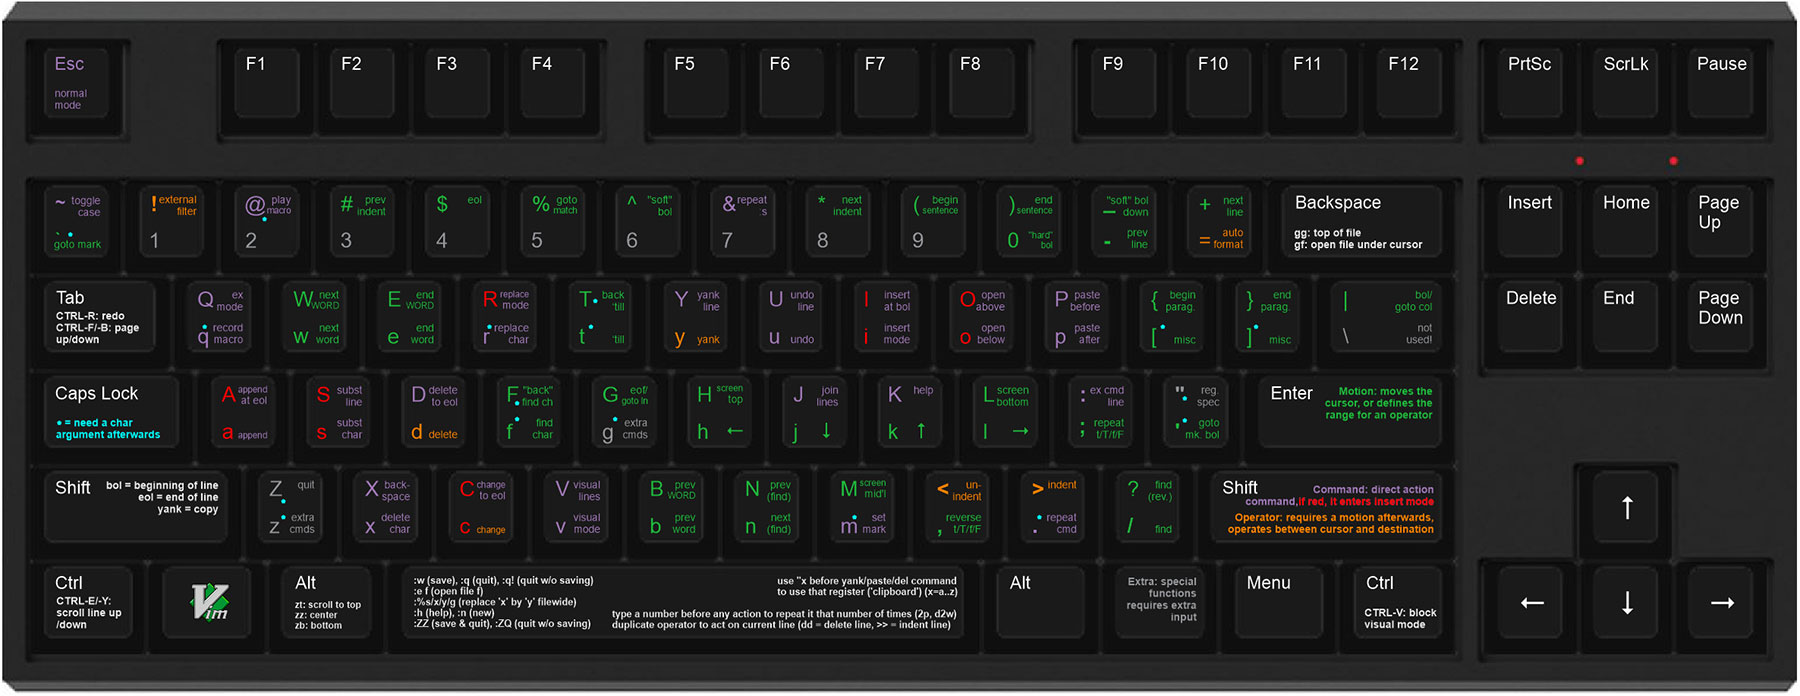 Esc
normal
mode
F1
F2
F3
F4
F5
F6
F7
F8
F9
F10
F11
F12
PrtSc
ScrLk
Pause
~ toggle
case
` goto mark
! external
filter
1
@ play
macro
2
# prev
indent
3
$ eol
4
% goto
match
5
^ "soft"
bol
6
& repeat
:s
7
* next
indent
8
( begin
sentence
9
) end
sentence
0 "hard"
bol
_ "soft" bol
down
- prev
line
+ next
line
= auto
format
Backspace
gg: top of file
gf: open file under cursor
Insert
Home
Page
Up
Tab
CTRL-R: redo
CTRL-F/-B: page
up/down
Q ex
mode
q record
macro
W next
WORD
w next
word
E end
WORD
e end
word
R replace
mode
r replace
char
T back
'till
t 'till
Y yank
line
y yank
U undo
line
u undo
I insert
at bol
i insert
mode
O open
above
o open
below
P paste
before
p paste
after
{ begin
parag.
[ misc
} end
parag.
] misc
| bol/
goto col
\ not
used!
Delete
End
Page
Down
Caps Lock
• = need a char
argument afterwards
A append
at eol
a append
S subst
line
s subst
char
D delete
to eol
d delete
F "back"
find ch
f find
char
G eof/
goto ln
g extra
cmds
H screen
top
h ←
J join
lines
j ↓
K help
k ↑
L screen
bottom
l →
: ex cmd
line
; repeat
t/T/f/F
" reg.
spec
' goto
mk. bol
Enter
Motion: moves the
cursor, or defines the
range for an operator
Shift
bol = beginning of line
eol = end of line
yank = copy
Z quit
z extra
cmds
X back-
space
x delete
char
C change
to eol
c change
V visual
lines
v visual
mode
B prev
WORD
b prev
word
N prev
(find)
n next
(find)
M screen
mid'l
m set
mark
< un-
indent
, reverse
t/T/f/F
> indent
. repeat
cmd
? find
(rev.)
/ find
Shift
Command: direct action
command, if red, it enters insert mode
Operator: requires a motion afterwards,
operates between cursor and destination
↑
Ctrl
CTRL-E/-Y:
scroll line up
/down
Vim
Alt
zt: scroll to top
zz: center
zb: bottom
:w (save), :q (quit), :q! (quit w/o saving)
:e f (open file f)
:%s/x/y/g (replace 'x' by 'y' filewide)
:h (help), :n (new)
:ZZ (save & quit), :ZQ (quit w/o saving)
use "x before yank/paste/del command
to use that register ('clipboard') (x=a..z)
type a number before any action to repeat it that number of times (2p, d2w)
duplicate operator to act on current line (dd = delete line, >> = indent line)
Alt
Extra: special
functions
requires extra
input
Menu
Ctrl
CTRL-V: block
visual mode
←
↓
→